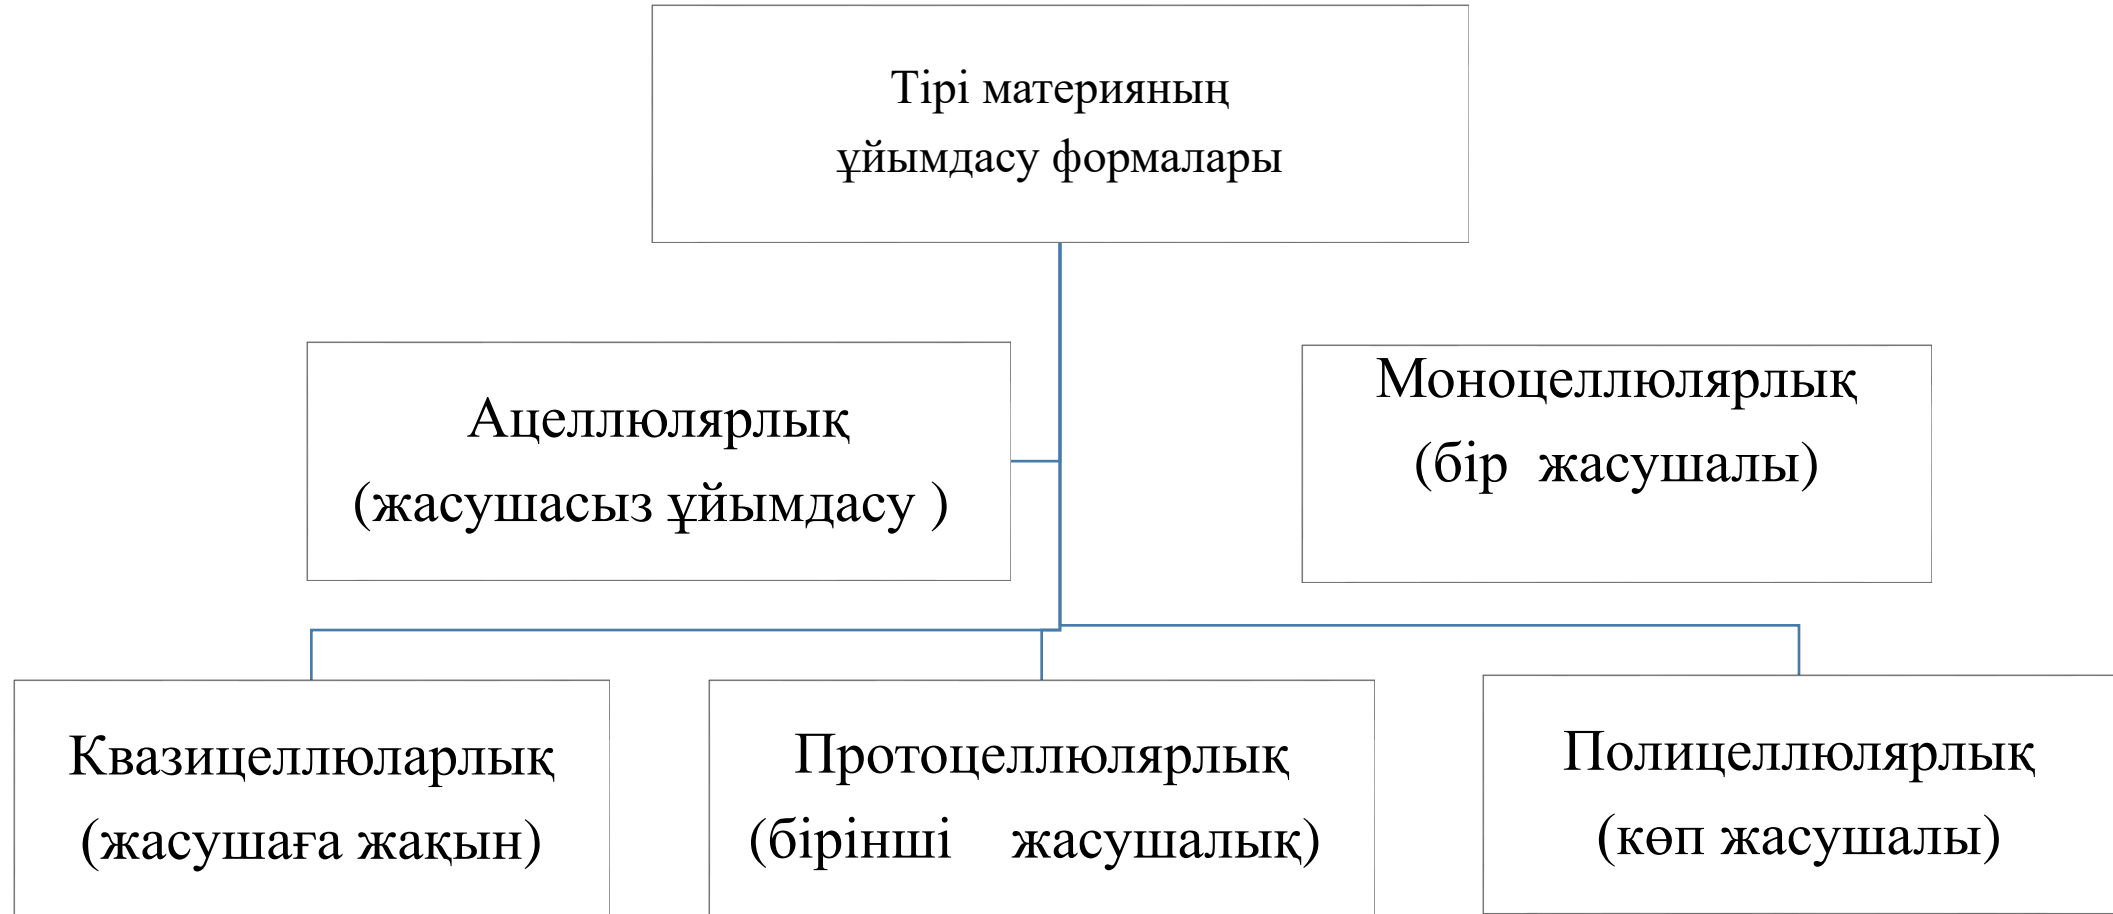 Тірі материяның
ұйымдасу формалары
Ацеллюлярлық
(жасушасыз ұйымдасу )
Моноцеллюлярлық
(бір жасушалы)
Квазицеллюларлық
(жасушаға жақын)
Протоцеллюлярлық
(бірінші жасушалық)
Полицеллюлярлық
(көп жасушалы)